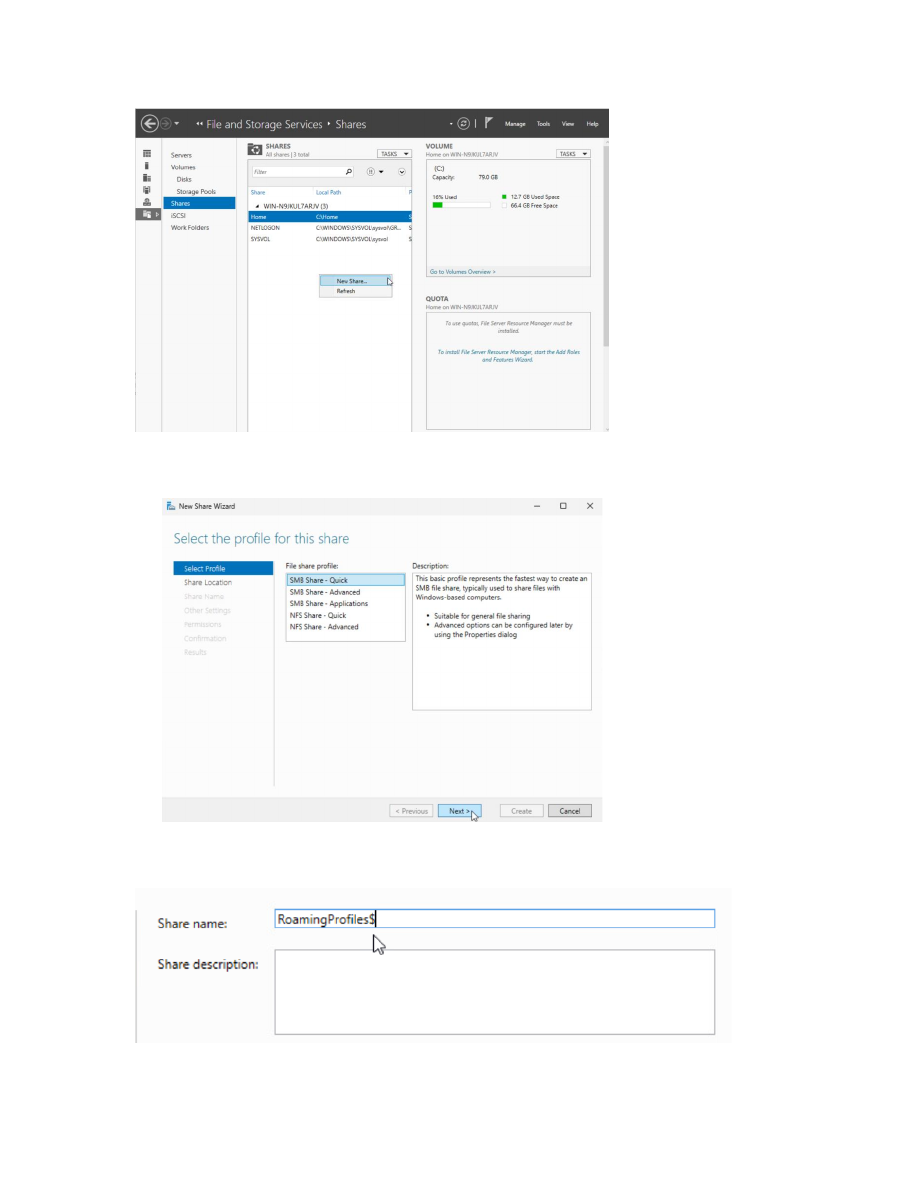 File and Storage Services ‣ Shares
Manage Tools View Help
Servers
Volumes
Disks
Storage Pools
Shares
iSCSI
Work Folders
SHARES
All shares | 3 total
TASKS
Filter
Share Local Path P
WIN-N9JKUL7ARJV (3)
Home C:\Home S
NETLOGON C:\WINDOWS\SYSVOL\sysvol\GR... S
SYSVOL C:\WINDOWS\SYSVOL\sysvol S
New Share...
Refresh
VOLUME
Home on WIN-N9JKUL7ARJV
TASKS
(C:)
Capacity: 79.0 GB
16% Used
12.7 GB Used Space
66.4 GB Free Space
Go to Volumes Overview >
QUOTA
Home on WIN-N9JKUL7ARJV
To use quotas, File Server Resource Manager must be
installed.
To install File Server Resource Manager, start the Add Roles
and Features Wizard.
New Share Wizard
Select the profile for this share
Select Profile
Share Location
Share Name
Other Settings
Permissions
Confirmation
Results
File share profile:
SMB Share - Quick
SMB Share - Advanced
SMB Share - Applications
NFS Share - Quick
NFS Share - Advanced
Description:
This basic profile represents the fastest way to create an
SMB file share, typically used to share files with
Windows-based computers.
• Suitable for general file sharing
• Advanced options can be configured later by
using the Properties dialog
< Previous Next > Create Cancel
Share name: RoamingProfiles$
Share description: